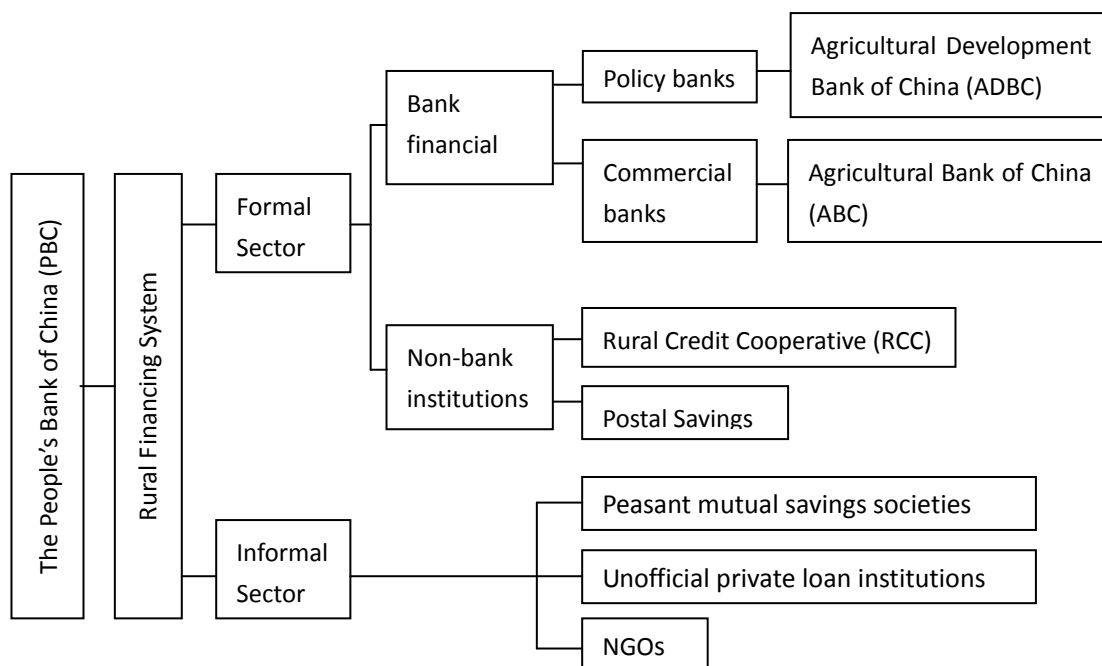 The People's Bank of China (PBC)
Rural Financing System
Formal
Sector
Bank
financial
Policy banks
Agricultural Development
Bank of China (ADBC)
Commercial
banks
Agricultural Bank of China
(ABC)
Non-bank
institutions
Rural Credit Cooperative (RCC)
Postal Savings
Informal
Sector
Peasant mutual savings societies
Unofficial private loan institutions
NGOs